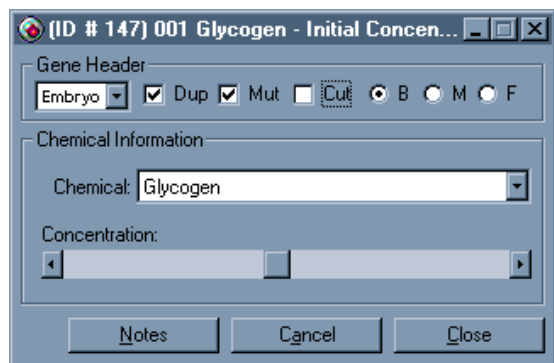 (ID # 147) 001 Glycogen - Initial Concen...
Gene Header
Embryo Dup Mut Cut B M F
Chemical Information
Chemical: Glycogen
Concentration:
Notes Cancel Close